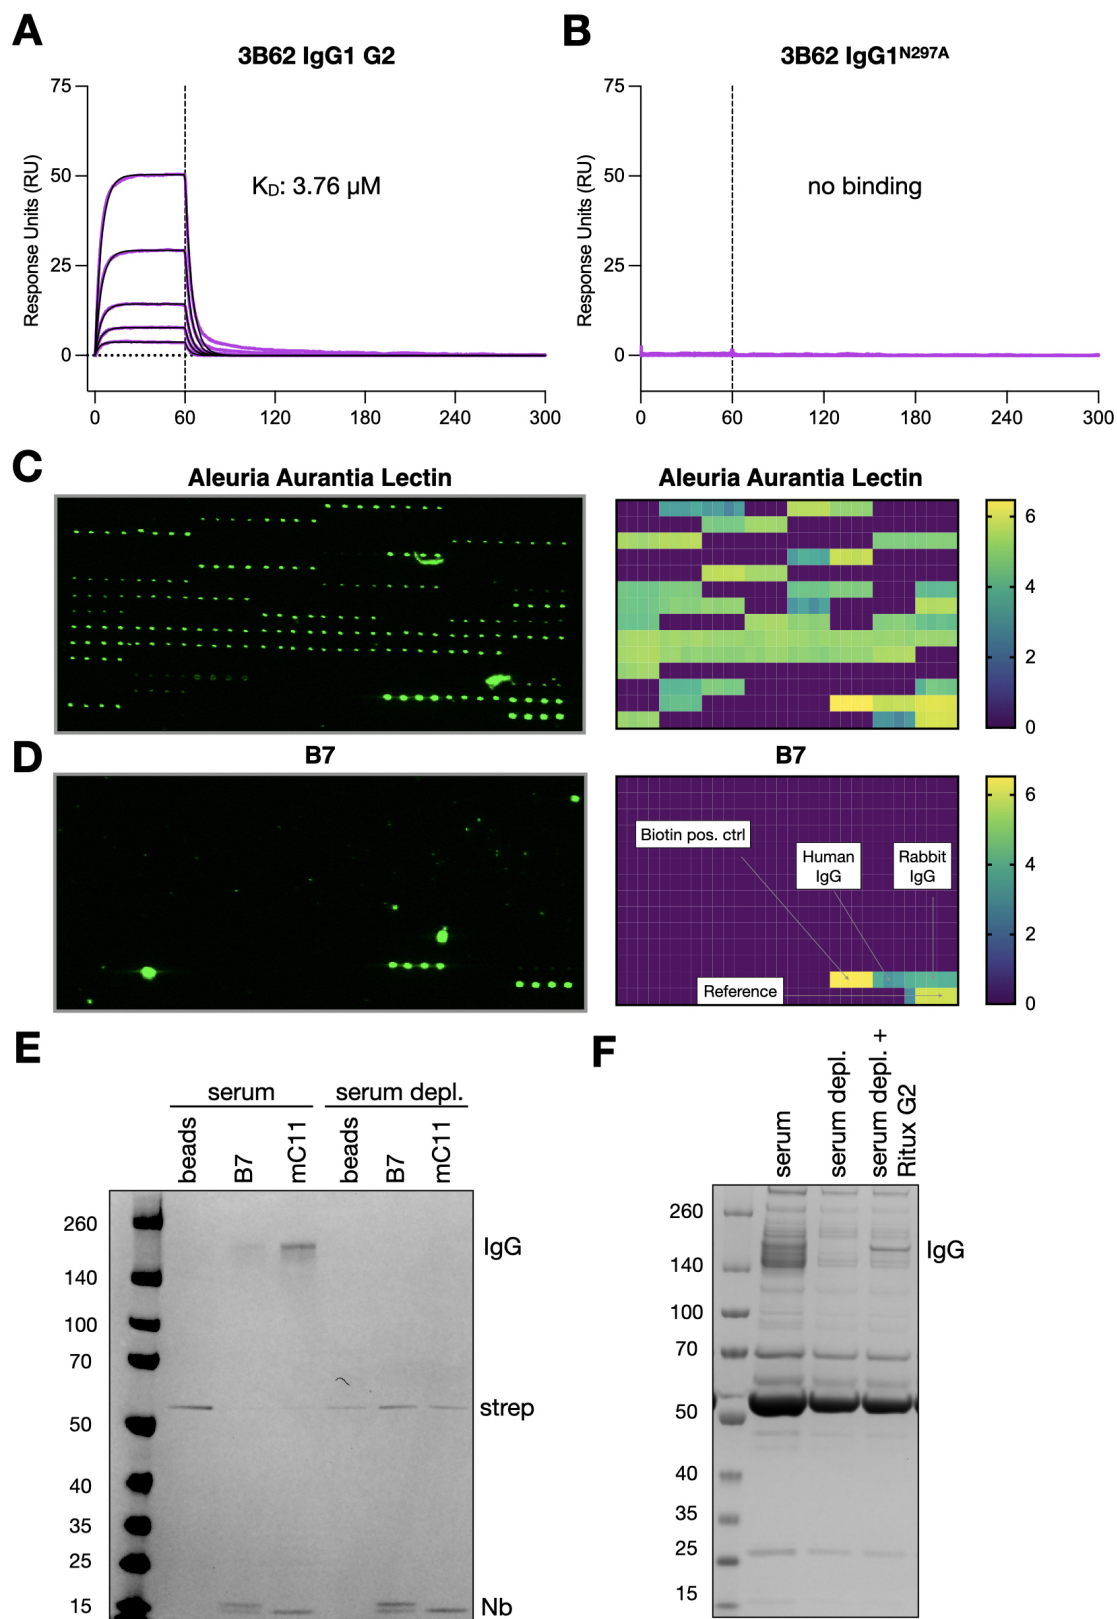 A
3B62 IgG1 G2
75
50
25
0
Response Units (RU)
KD: 3.76 µM
0 60 120 180 240 300
B
3B62 IgG1N297A
75
50
25
0
Response Units (RU)
no binding
0 60 120 180 240 300
C
Aleuria Aurantia Lectin
Aleuria Aurantia Lectin
6
4
2
0
D
B7
B7
Biotin pos. ctrl
Human
IgG
Rabbit
IgG
Reference
6
4
2
0
E
serum
serum depl.
beads
B7
mC11
beads
B7
mC11
260
140
100
70
50
40
35
25
15
IgG
strep
Nb
F
serum
serum depl.
serum depl. +
Ritux G2
260
140
100
70
50
40
35
25
15
IgG